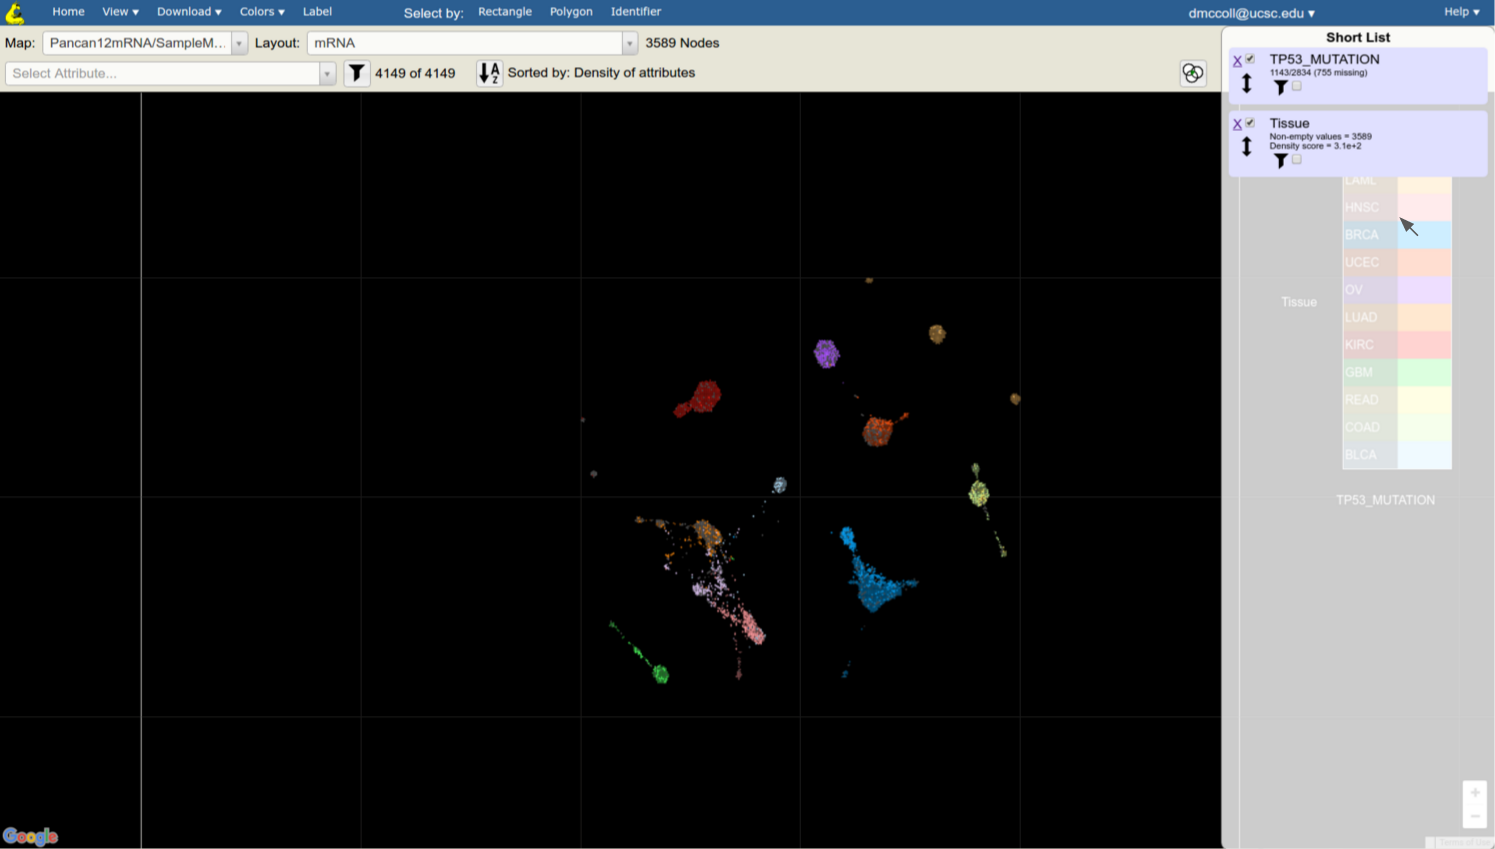 Home View ▾ Download ▾ Colors ▾ Label Select by: Rectangle Polygon Identifier dmccoll@ucsc.edu ▾ Help ▾
Map: Pancan12mRNA/SampleM... Layout: mRNA 3589 Nodes
Select Attribute... 4149 of 4149 A Z Sorted by: Density of attributes
Short List
X TP53_MUTATION
1143/2834 (755 missing)
X Tissue
Non-empty values = 3589
Density score = 3.1e+2
LAML
HNSC
BRCA
UCEC
OV
Tissue
LUAD
KIRC
GBM
READ
COAD
BLCA
TP53_MUTATION
+
−
Google
Terms of Use